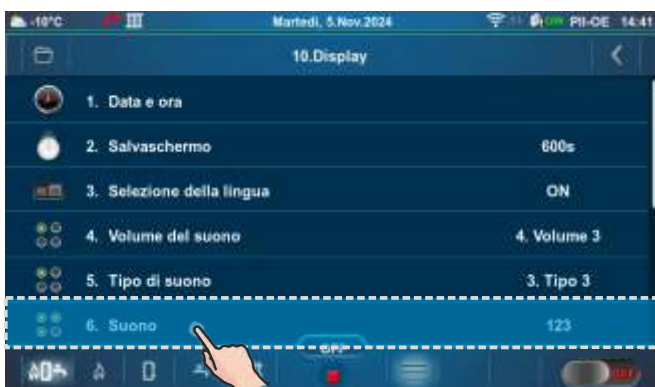 -10°C Martedì, 5.Nov.2024 PII-OE 14:41
10.Display
1. Data e ora
2. Salvaschermo 600s
3. Selezione della lingua ON
4. Volume del suono 4. Volume 3
5. Tipo di suono 3. Tipo 3
6. Suono 123
OFF